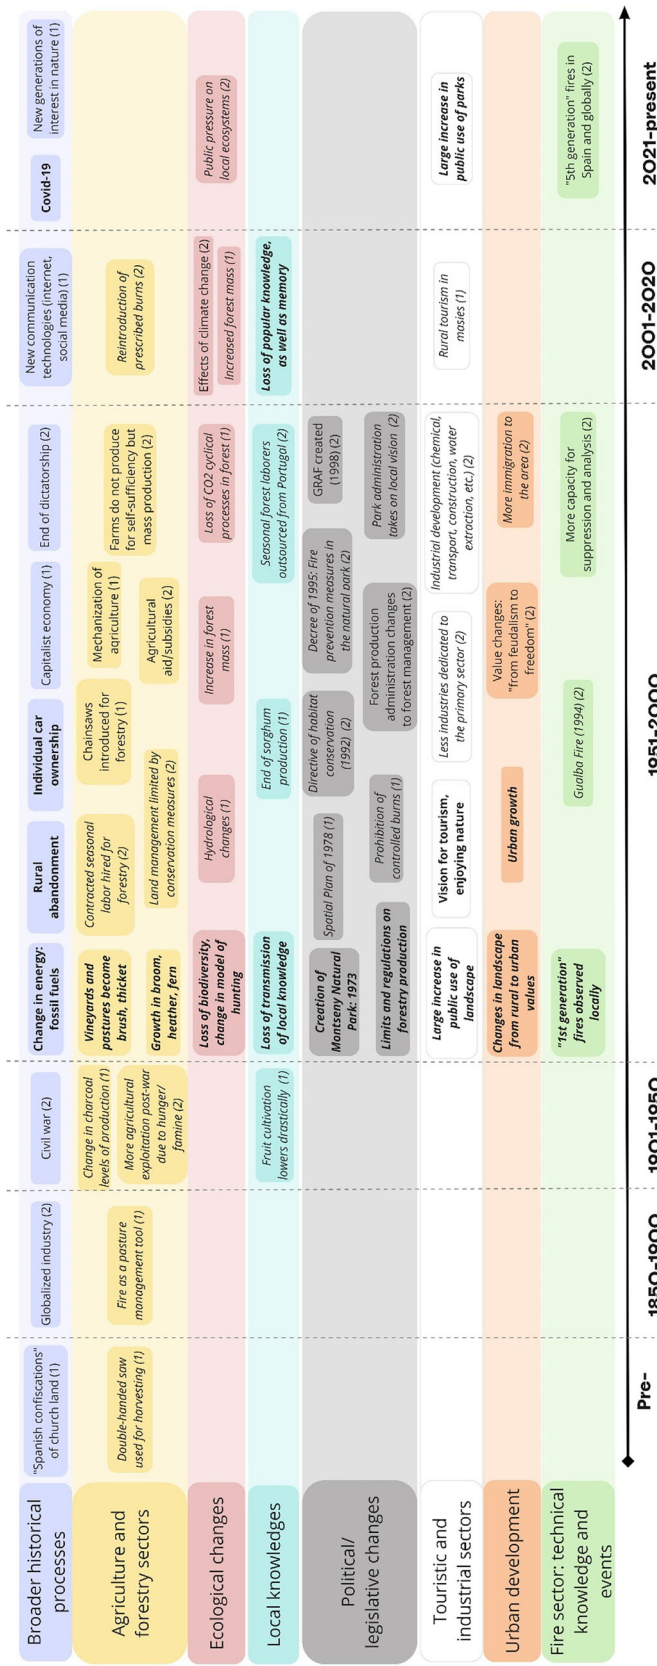 Broader historical
processes
"Spanish confiscations"
of church land (1)
Globalized industry (2)
Civil war (2)
Change in energy:
fossil fuels
Rural
abandonment
Individual car
ownership
Capitalist economy (1)
End of dictatorship (2)
New communication
technologies (internet,
social media) (1)
Covid-19
New generations of
interest in nature (1)
Agriculture and
forestry sectors
Double-handed saw
used for harvesting (1)
Fire as a pasture
management tool (1)
Change in charcoal
levels of production (1)
More agricultural
exploitation post-war
due to hunger/
famine (2)
Vineyards and
pastures become
brush, thicket
Growth in broom,
heather, fern
Contracted seasonal
labor hired for
forestry (2)
Land management limited by
conservation measures (2)
Chainsaws
introduced for
forestry (1)
Mechanization of
agriculture (1)
Agricultural
aid/subsidies (2)
Farms do not produce
for self-sufficiency but
mass production (2)
Reintroduction of
prescribed burns (2)
Ecological changes
Loss of biodiversity,
change in model of
hunting
Hydrological
changes (1)
Increase in forest
mass (1)
Loss of CO2 cyclical
processes in forest (1)
Effects of climate change (2)
Increased forest mass (1)
Public pressure on
local ecosystems (2)
Local knowledges
Fruit cultivation
lowers drastically (1)
Loss of transmission
of local knowledge
End of sorghum
production (1)
Seasonal forest laborers
outsourced from Portugal (2)
Loss of popular knowledge,
as well as memory
Political/
legislative changes
Creation of
Montseny Natural
Park: 1973
Limits and regulations on
forestry production
Spatial Plan of 1978 (1)
Prohibition of
controlled burns (1)
Directive of habitat
conservation
(1992) (2)
Forest production
administration changes
to forest management (2)
Decree of 1995: Fire
prevention measures in
the natural park (2)
GRAF created
(1998) (2)
Park administration
takes on local vision (2)
Touristic and
industrial sectors
Large increase in
public use of
landscape
Vision for tourism,
enjoying nature
Less industries dedicated to
the primary sector (2)
Industrial development (chemical,
transport, construction, water
extraction, etc.) (2)
Rural tourism in
masies (1)
Large increase in
public use of parks
Urban development
Changes in landscape
from rural to urban
values
Urban growth
Value changes:
"from feudalism to
freedom" (2)
More immigration to
the area (2)
Fire sector: technical
knowledge and
events
"1st generation"
fires observed
locally
Gualba Fire (1994) (2)
More capacity for
suppression and analysis (2)
"5th generation" fires in
Spain and globally (2)
Pre-
1850-1900
1901-1950
1951-2000
2001-2020
2021-present